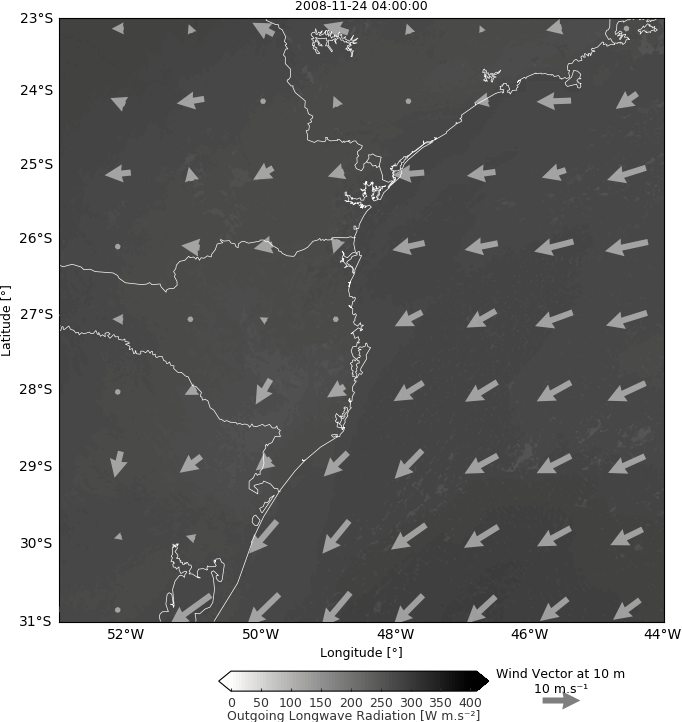 2008-11-24 04:00:00
23°S
24°S
25°S
26°S
27°S
28°S
29°S
30°S
31°S
Latitude [°]
52°W 50°W 48°W 46°W 44°W
Longitude [°]
0 50 100 150 200 250 300 350 400
Outgoing Longwave Radiation [W m.s⁻²]
Wind Vector at 10 m
10 m.s⁻¹